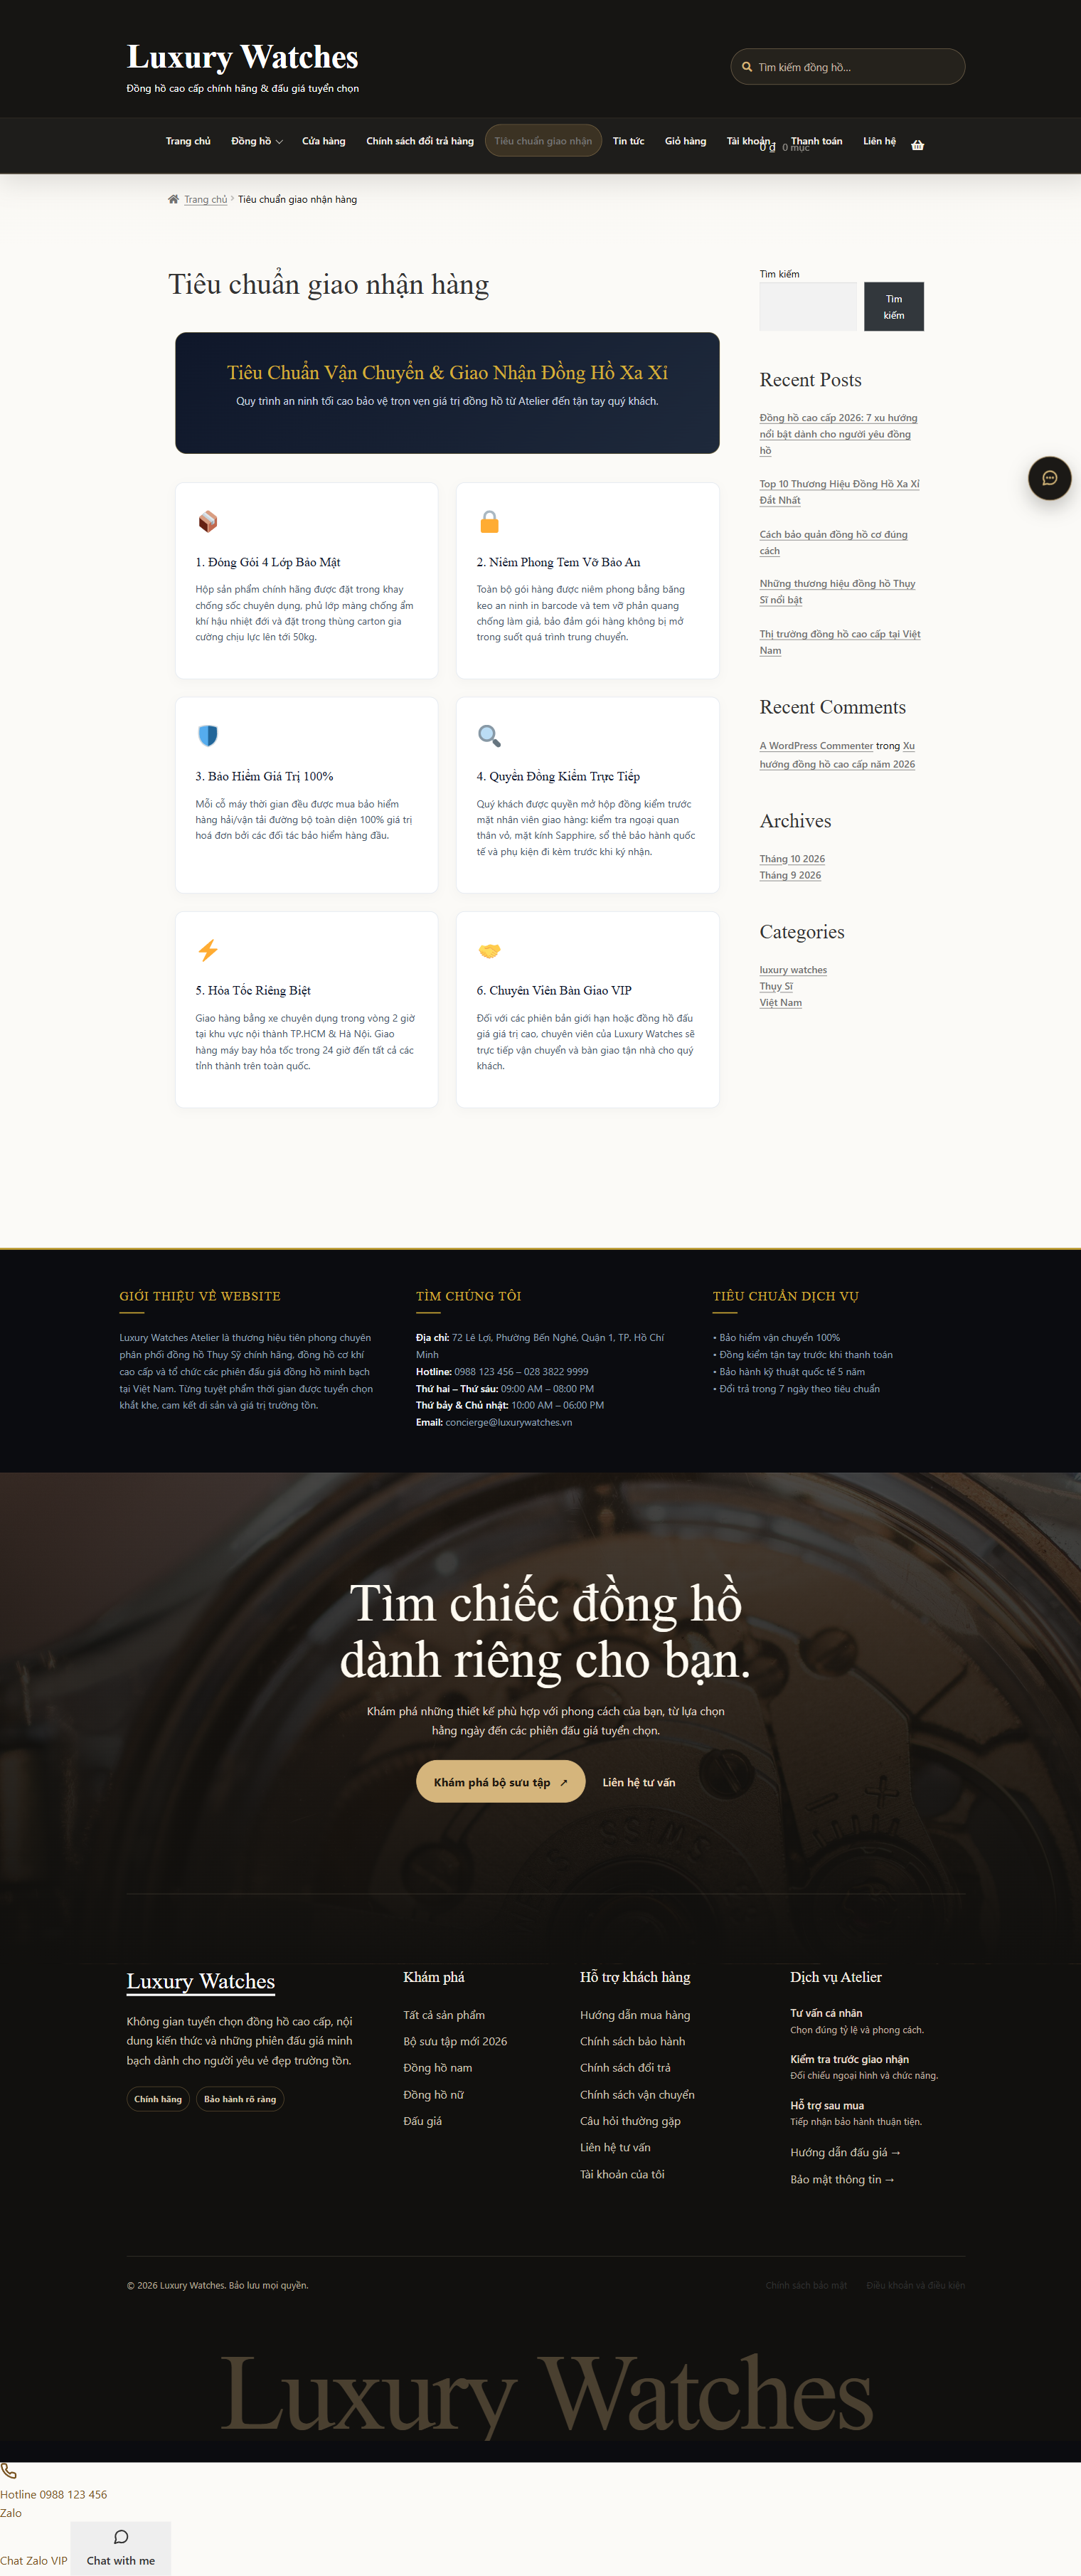 Luxury Watches
Đồng hồ cao cấp chính hãng & đấu giá tuyển chọn
Tìm kiếm đồng hồ...
Trang chủ
Đồng hồ
Cửa hàng
Chính sách đổi trả hàng
Tiêu chuẩn giao nhận
Tin tức
Giỏ hàng
Tài khoản
Thanh toán
Liên hệ
0 ₫ 0 mục
Trang chủ
Tiêu chuẩn giao nhận hàng
Tiêu chuẩn giao nhận hàng
Tiêu Chuẩn Vận Chuyển & Giao Nhận Đồng Hồ Xa Xỉ
Quy trình an ninh tối cao bảo vệ trọn vẹn giá trị đồng hồ từ Atelier đến tận tay quý khách.
1. Đóng Gói 4 Lớp Bảo Mật
Hộp sản phẩm chính hãng được đặt trong khay
chống sốc chuyên dụng, phủ lớp màng chống ẩm
khí hậu nhiệt đới và đặt trong thùng carton gia
cường chịu lực lên tới 50kg.
2. Niêm Phong Tem Vỡ Bảo An
Toàn bộ gói hàng được niêm phong bằng băng
keo an ninh in barcode và tem vỡ phản quang
chống làm giả, bảo đảm gói hàng không bị mở
trong suốt quá trình trung chuyển.
3. Bảo Hiểm Giá Trị 100%
Mỗi cỗ máy thời gian đều được mua bảo hiểm
hàng hải/vận tải đường bộ toàn diện 100% giá trị
hoá đơn bởi các đối tác bảo hiểm hàng đầu.
4. Quyền Đồng Kiểm Trực Tiếp
Quý khách được quyền mở hộp đồng kiểm trước
mặt nhân viên giao hàng: kiểm tra ngoại quan
thân vỏ, mặt kính Sapphire, sổ thẻ bảo hành quốc
tế và phụ kiện đi kèm trước khi ký nhận.
5. Hỏa Tốc Riêng Biệt
Giao hàng bằng xe chuyên dụng trong vòng 2 giờ
tại khu vực nội thành TP.HCM & Hà Nội. Giao
hàng máy bay hỏa tốc trong 24 giờ đến tất cả các
tỉnh thành trên toàn quốc.
6. Chuyên Viên Bàn Giao VIP
Đối với các phiên bản giới hạn hoặc đồng hồ đấu
giá giá trị cao, chuyên viên của Luxury Watches sẽ
trực tiếp vận chuyển và bàn giao tận nhà cho quý
khách.
Tìm kiếm
Tìm
kiếm
Recent Posts
Đồng hồ cao cấp 2026: 7 xu hướng
nổi bật dành cho người yêu đồng
hồ
Top 10 Thương Hiệu Đồng Hồ Xa Xỉ
Đắt Nhất
Cách bảo quản đồng hồ cơ đúng
cách
Những thương hiệu đồng hồ Thụy
Sĩ nổi bật
Thị trường đồng hồ cao cấp tại Việt
Nam
Recent Comments
A WordPress Commenter trong Xu
hướng đồng hồ cao cấp năm 2026
Archives
Tháng 10 2026
Tháng 9 2026
Categories
luxury watches
Thụy Sĩ
Việt Nam
GIỚI THIỆU VỀ WEBSITE
Luxury Watches Atelier là thương hiệu tiên phong chuyên
phân phối đồng hồ Thụy Sỹ chính hãng, đồng hồ cơ khí
cao cấp và tổ chức các phiên đấu giá đồng hồ minh bạch
tại Việt Nam. Từng tuyệt phẩm thời gian được tuyển chọn
khắt khe, cam kết di sản và giá trị trường tồn.
TÌM CHÚNG TÔI
Địa chỉ: 72 Lê Lợi, Phường Bến Nghé, Quận 1, TP. Hồ Chí
Minh
Hotline: 0988 123 456 – 028 3822 9999
Thứ hai – Thứ sáu: 09:00 AM – 08:00 PM
Thứ bảy & Chủ nhật: 10:00 AM – 06:00 PM
Email: concierge@luxurywatches.vn
TIÊU CHUẨN DỊCH VỤ
• Bảo hiểm vận chuyển 100%
• Đồng kiểm tận tay trước khi thanh toán
• Bảo hành kỹ thuật quốc tế 5 năm
• Đổi trả trong 7 ngày theo tiêu chuẩn
Tìm chiếc đồng hồ
dành riêng cho bạn.
Khám phá những thiết kế phù hợp với phong cách của bạn, từ lựa chọn
hằng ngày đến các phiên đấu giá tuyển chọn.
Khám phá bộ sưu tập ↗
Liên hệ tư vấn
Luxury Watches
Không gian tuyển chọn đồng hồ cao cấp, nội
dung kiến thức và những phiên đấu giá minh
bạch dành cho người yêu vẻ đẹp trường tồn.
Chính hãng
Bảo hành rõ ràng
Khám phá
Tất cả sản phẩm
Bộ sưu tập mới 2026
Đồng hồ nam
Đồng hồ nữ
Đấu giá
Hỗ trợ khách hàng
Hướng dẫn mua hàng
Chính sách bảo hành
Chính sách đổi trả
Chính sách vận chuyển
Câu hỏi thường gặp
Liên hệ tư vấn
Tài khoản của tôi
Dịch vụ Atelier
Tư vấn cá nhân
Chọn đúng tỷ lệ và phong cách.
Kiểm tra trước giao nhận
Đối chiếu ngoại hình và chức năng.
Hỗ trợ sau mua
Tiếp nhận bảo hành thuận tiện.
Hướng dẫn đấu giá →
Bảo mật thông tin →
© 2026 Luxury Watches. Bảo lưu mọi quyền.
Chính sách bảo mật
Điều khoản và điều kiện
Luxury Watches
Hotline 0988 123 456
Zalo
Chat Zalo VIP
Chat with me